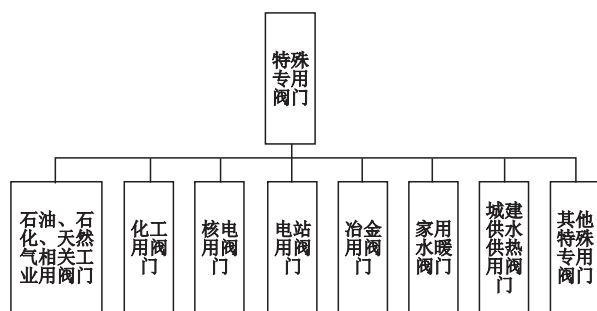 特殊
专用
阀门
石油、石
化、天然
气相关工
业用阀门
化工
用阀
门
核电
用阀
门
电站
用阀
门
冶金
用阀
门
家用
水暖
阀门
城建
供水
供热
用阀
门
其他
特殊
专用
阀门